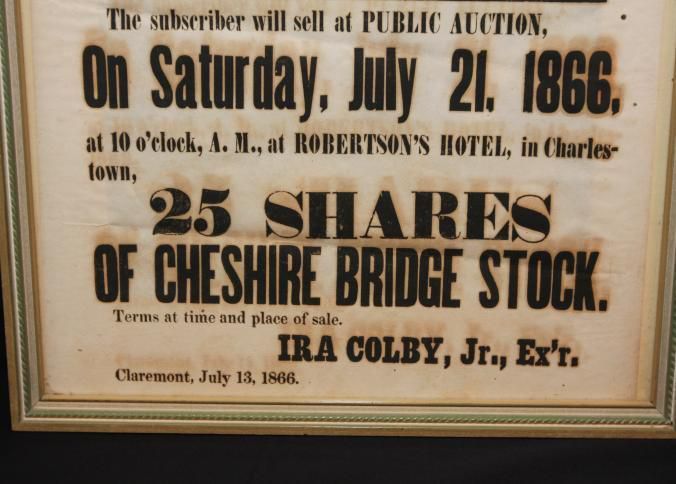 The subscriber will sell at PUBLIC AUCTION,
On Saturday, July 21, 1866,
at 10 o'clock, A. M., at ROBERTSON'S HOTEL, in Charles-
town,
25 SHARES
OF CHESHIRE BRIDGE STOCK.
Terms at time and place of sale.
IRA COLBY, Jr., Ex'r.
Claremont, July 13, 1866.